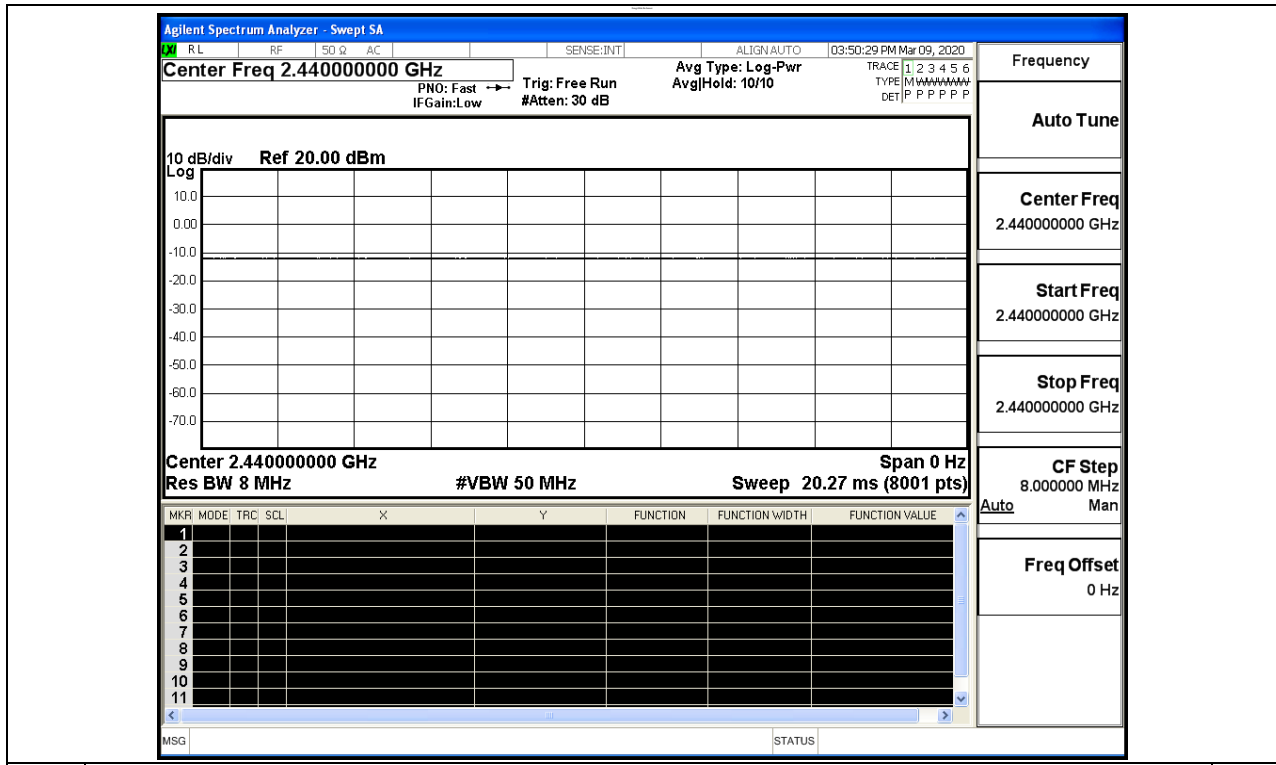 Agilent Spectrum Analyzer - Swept SA
LXI RL RF 50 Ω AC SENSE:INT ALIGNAUTO 03:50:29 PM Mar 09, 2020
Center Freq 2.440000000 GHz
PNO: Fast
IFGain:Low
Trig: Free Run
#Atten: 30 dB
Avg Type: Log-Pwr
Avg|Hold: 10/10
TRACE 1 2 3 4 5 6
TYPE M WWWWW
DET P P P P P P
10 dB/div Ref 20.00 dBm
Log
10.0
0.00
-10.0
-20.0
-30.0
-40.0
-50.0
-60.0
-70.0
Center 2.440000000 GHz Span 0 Hz
Res BW 8 MHz #VBW 50 MHz Sweep 20.27 ms (8001 pts)
MKR MODE TRC SCL X Y FUNCTION FUNCTION WIDTH FUNCTION VALUE
1
2
3
4
5
6
7
8
9
10
11
MSG STATUS
Frequency
Auto Tune
Center Freq
2.440000000 GHz
Start Freq
2.440000000 GHz
Stop Freq
2.440000000 GHz
CF Step
8.000000 MHz
Auto Man
Freq Offset
0 Hz